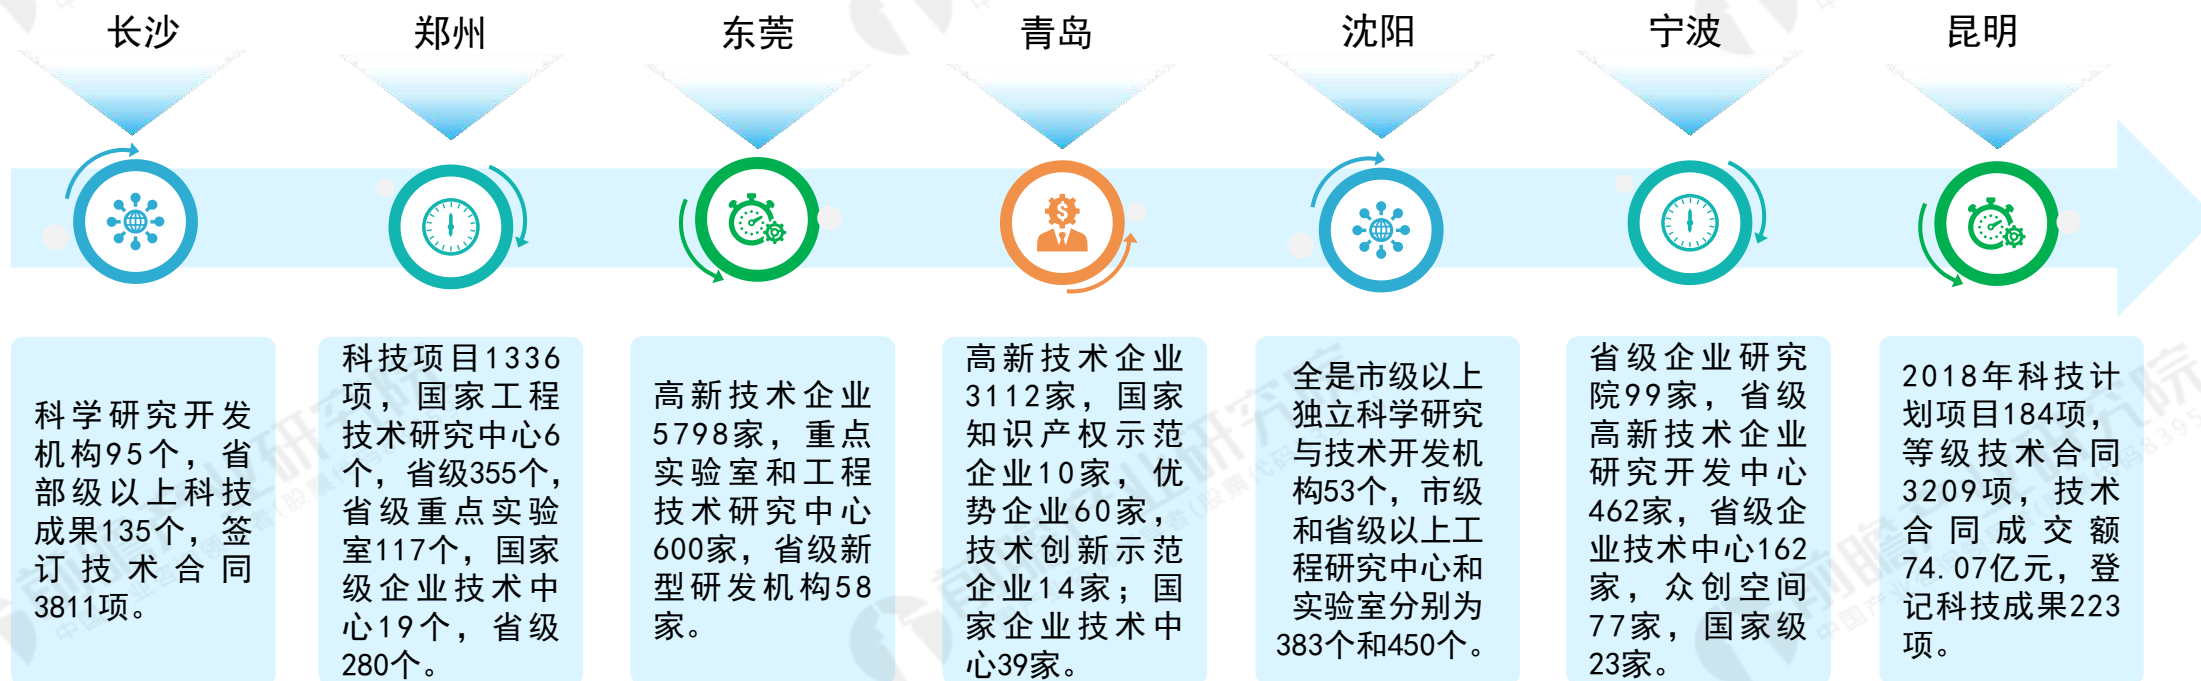 长沙
郑州
东莞
青岛
沈阳
宁波
昆明
科学研究开发
机构95个，省
部级以上科技
成果135个，签
订技术合同
3811项。
科技项目1336
项，国家工程
技术研究中心6
个，省级355个，
省级重点实验
室117个，国家
级企业技术中
心19个，省级
280个。
高新技术企业
5798家，重点
实验室和工程
技术研究中心
600家，省级新
型研发机构58
家。
高新技术企业
3112家，国家
知识产权示范
企业10家，优
势企业60家，
技术创新示范
企业14家；国
家企业技术中
心39家。
全是市级以上
独立科学研究
与技术开发机
构53个，市级
和省级以上工
程研究中心和
实验室分别为
383个和450个。
省级企业研究
院99家，省级
高新技术企业
研究开发中心
462家，省级企
业技术中心162
家，众创空间
77家，国家级
23家。
2018年科技计
划项目184项，
等级技术合同
3209项，技术
合同成交额
74.07亿元，登
记科技成果223
项。
前瞻产业研究院